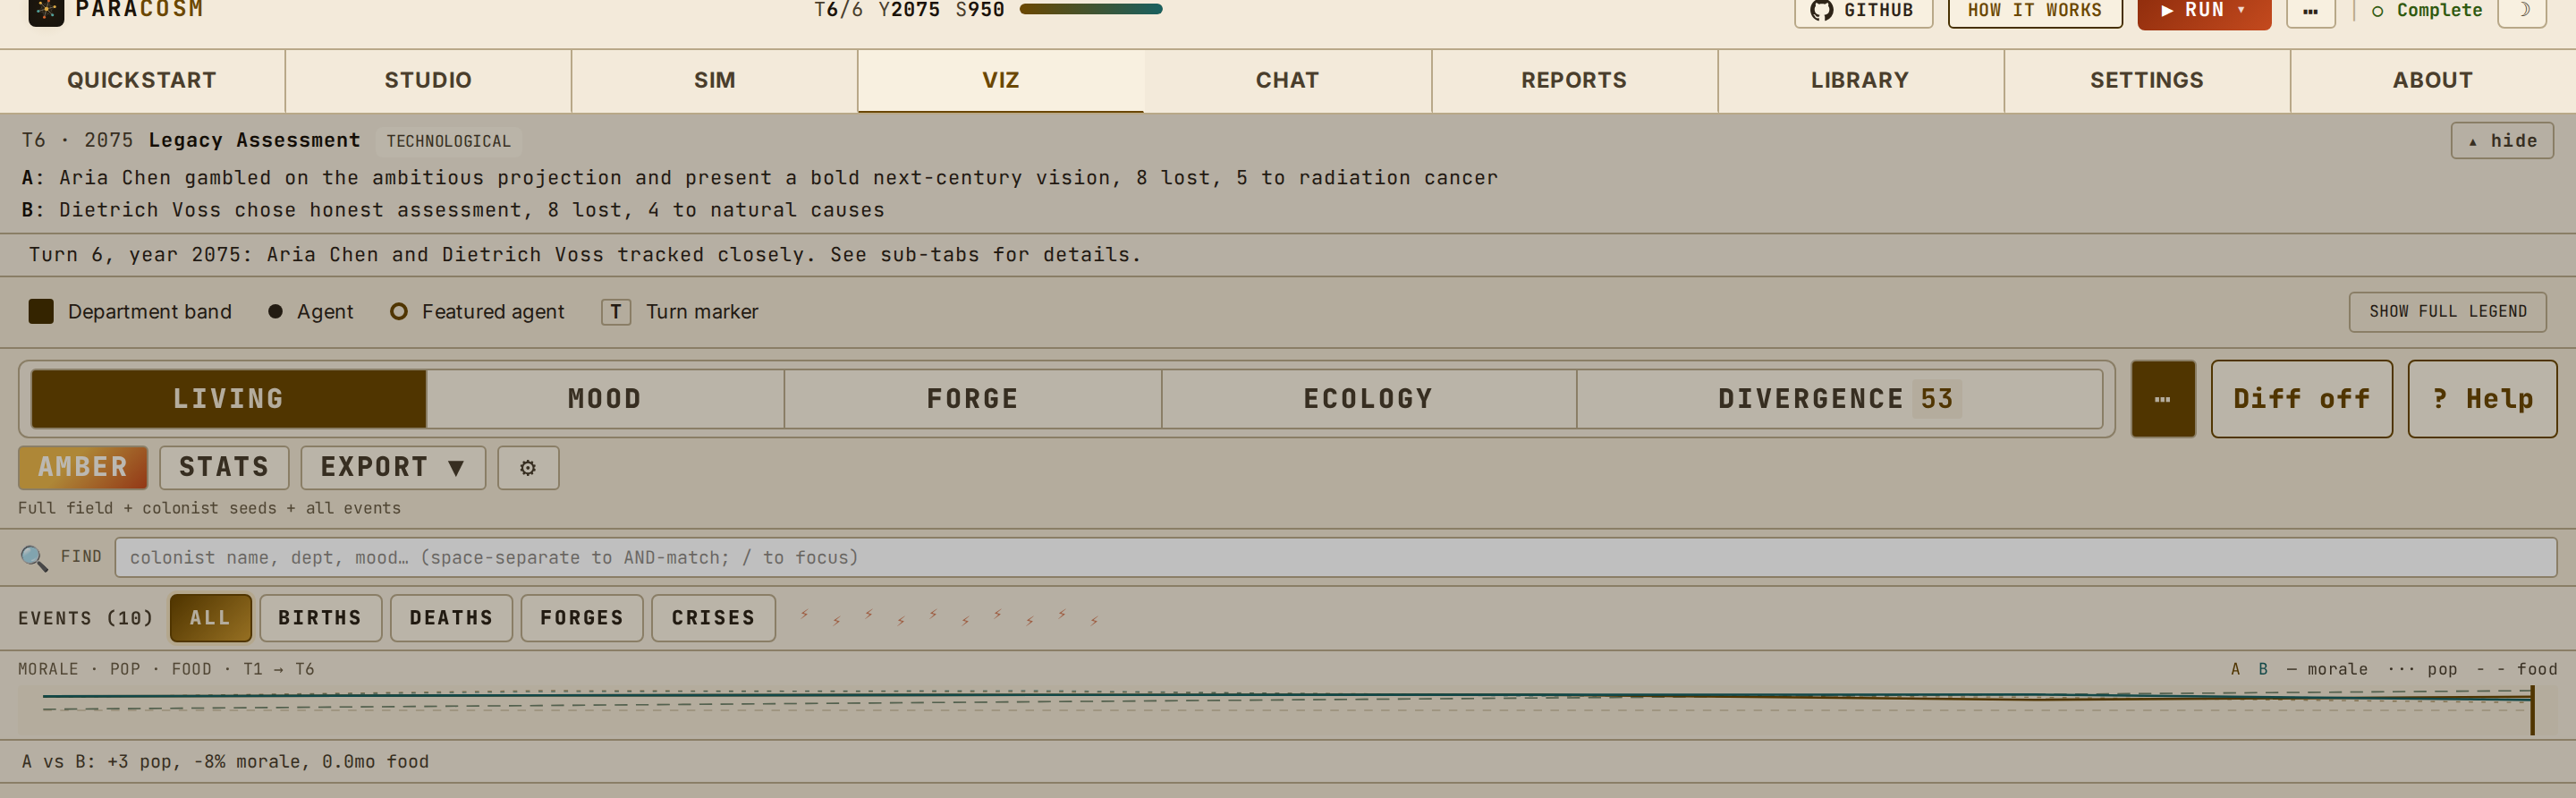 PARACOSM T6/6 Y2075 S950 GITHUB HOW IT WORKS ▶ RUN ▾ … ○ Complete ☽
QUICKSTART STUDIO SIM VIZ CHAT REPORTS LIBRARY SETTINGS ABOUT
T6 · 2075 Legacy Assessment TECHNOLOGICAL ▴ hide
A: Aria Chen gambled on the ambitious projection and present a bold next-century vision, 8 lost, 5 to radiation cancer
B: Dietrich Voss chose honest assessment, 8 lost, 4 to natural causes
Turn 6, year 2075: Aria Chen and Dietrich Voss tracked closely. See sub-tabs for details.
Department band Agent Featured agent T Turn marker SHOW FULL LEGEND
LIVING MOOD FORGE ECOLOGY DIVERGENCE 53 … Diff off ? Help
AMBER STATS EXPORT ▼ ⚙
Full field + colonist seeds + all events
🔍 FIND colonist name, dept, mood… (space-separate to AND-match; / to focus)
EVENTS (10) ALL BIRTHS DEATHS FORGES CRISES ⚡ ⚡ ⚡ ⚡ ⚡ ⚡ ⚡ ⚡ ⚡ ⚡
MORALE · POP · FOOD · T1 → T6 A B — morale ··· pop - - food
A vs B: +3 pop, -8% morale, 0.0mo food